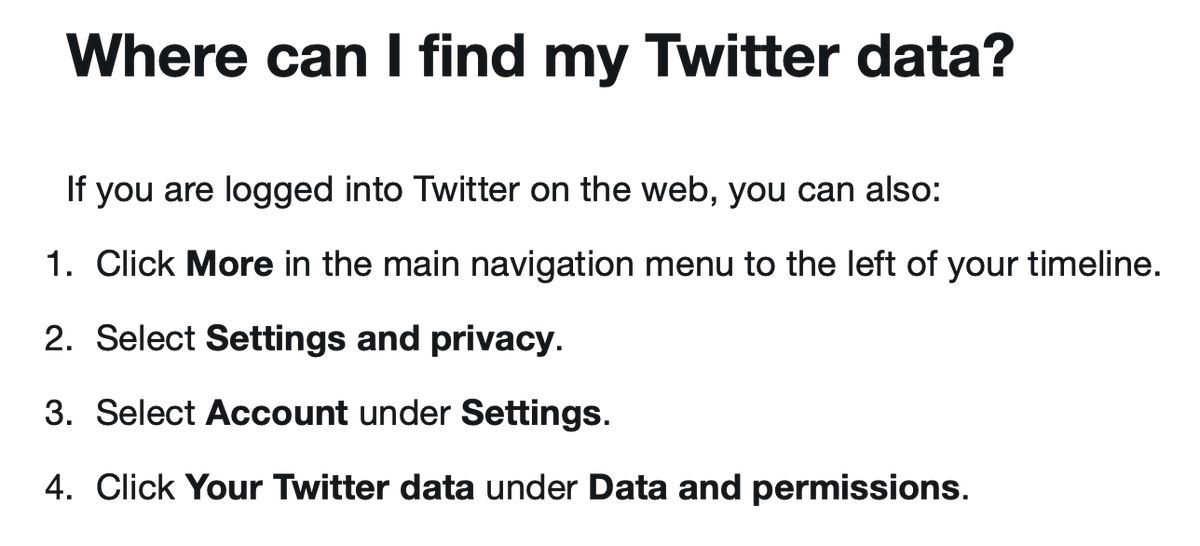 Where can I find my Twitter data?
If you are logged into Twitter on the web, you can also:
1. Click More in the main navigation menu to the left of your timeline.
2. Select Settings and privacy.
3. Select Account under Settings.
4. Click Your Twitter data under Data and permissions.